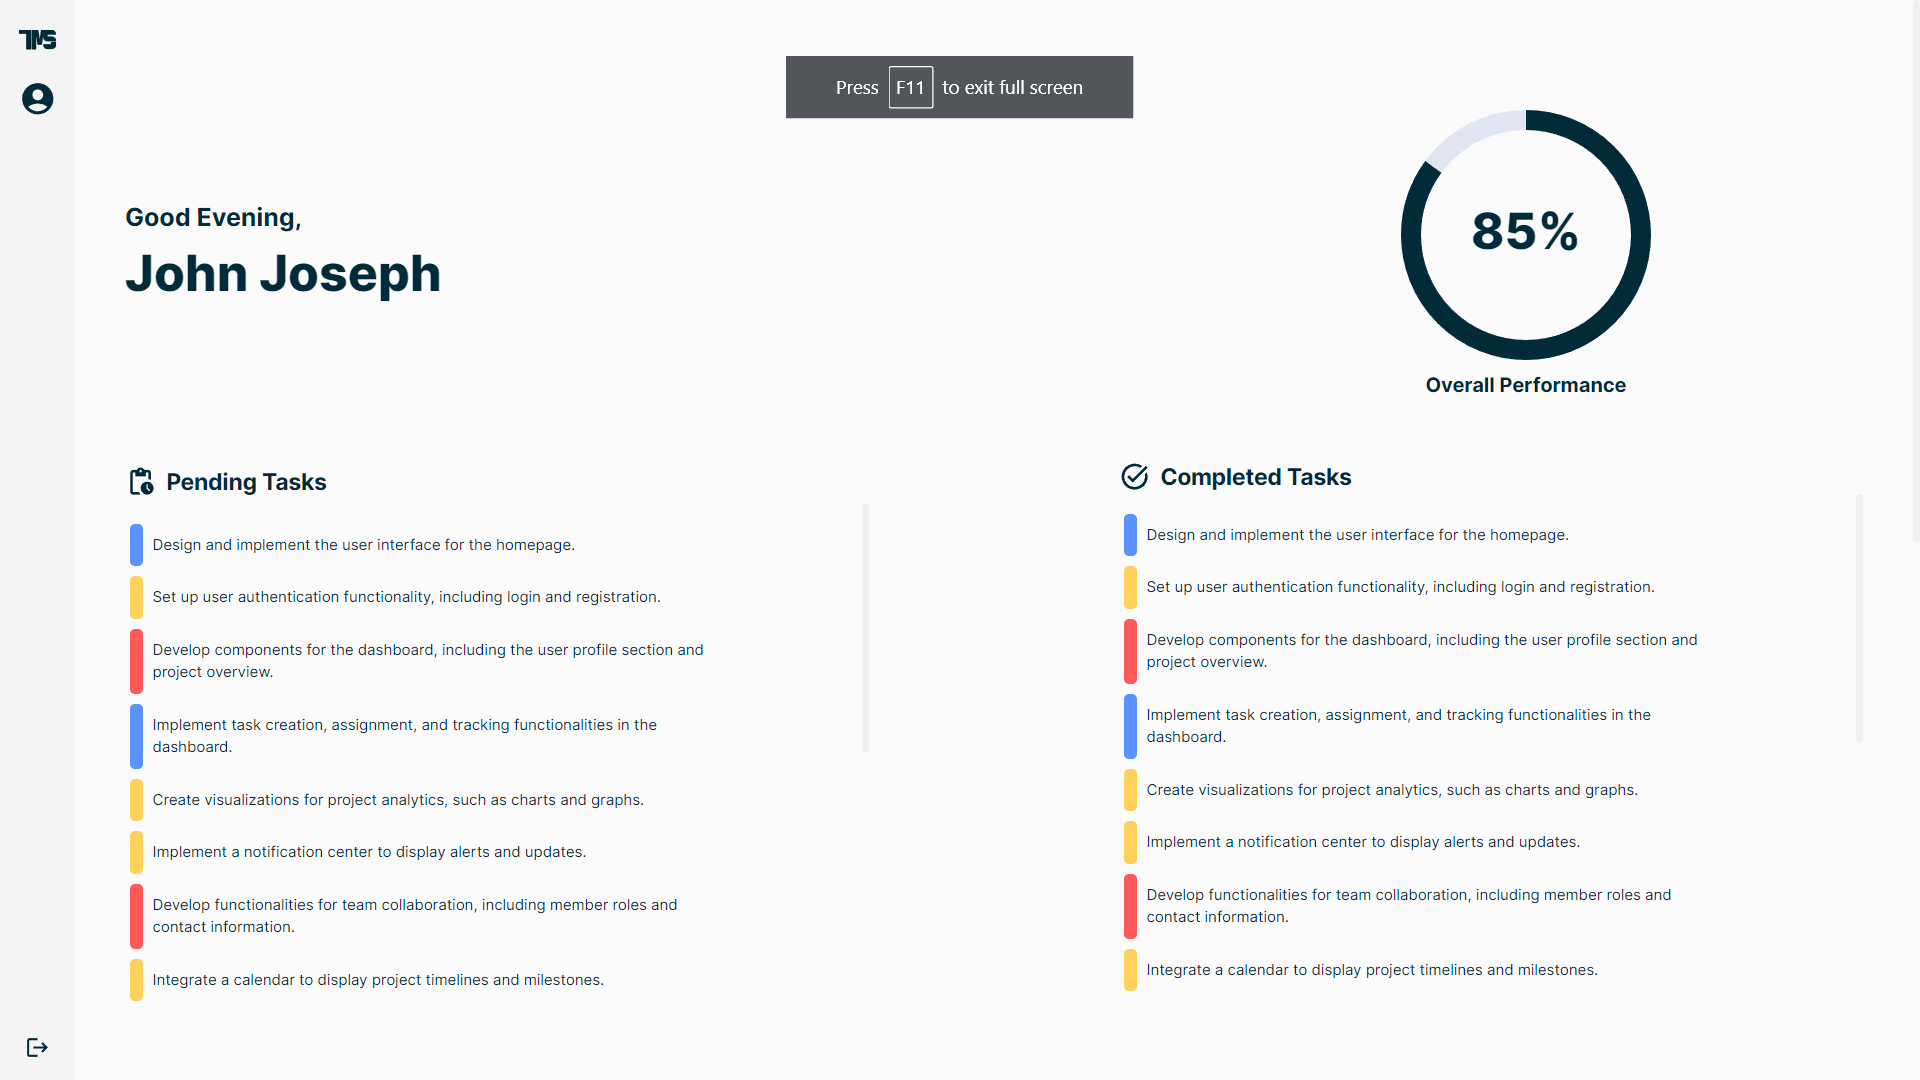 TMS
Press F11 to exit full screen
Good Evening,
John Joseph
85%
Overall Performance
Pending Tasks
Design and implement the user interface for the homepage.
Set up user authentication functionality, including login and registration.
Develop components for the dashboard, including the user profile section and
project overview.
Implement task creation, assignment, and tracking functionalities in the
dashboard.
Create visualizations for project analytics, such as charts and graphs.
Implement a notification center to display alerts and updates.
Develop functionalities for team collaboration, including member roles and
contact information.
Integrate a calendar to display project timelines and milestones.
Completed Tasks
Design and implement the user interface for the homepage.
Set up user authentication functionality, including login and registration.
Develop components for the dashboard, including the user profile section and
project overview.
Implement task creation, assignment, and tracking functionalities in the
dashboard.
Create visualizations for project analytics, such as charts and graphs.
Implement a notification center to display alerts and updates.
Develop functionalities for team collaboration, including member roles and
contact information.
Integrate a calendar to display project timelines and milestones.